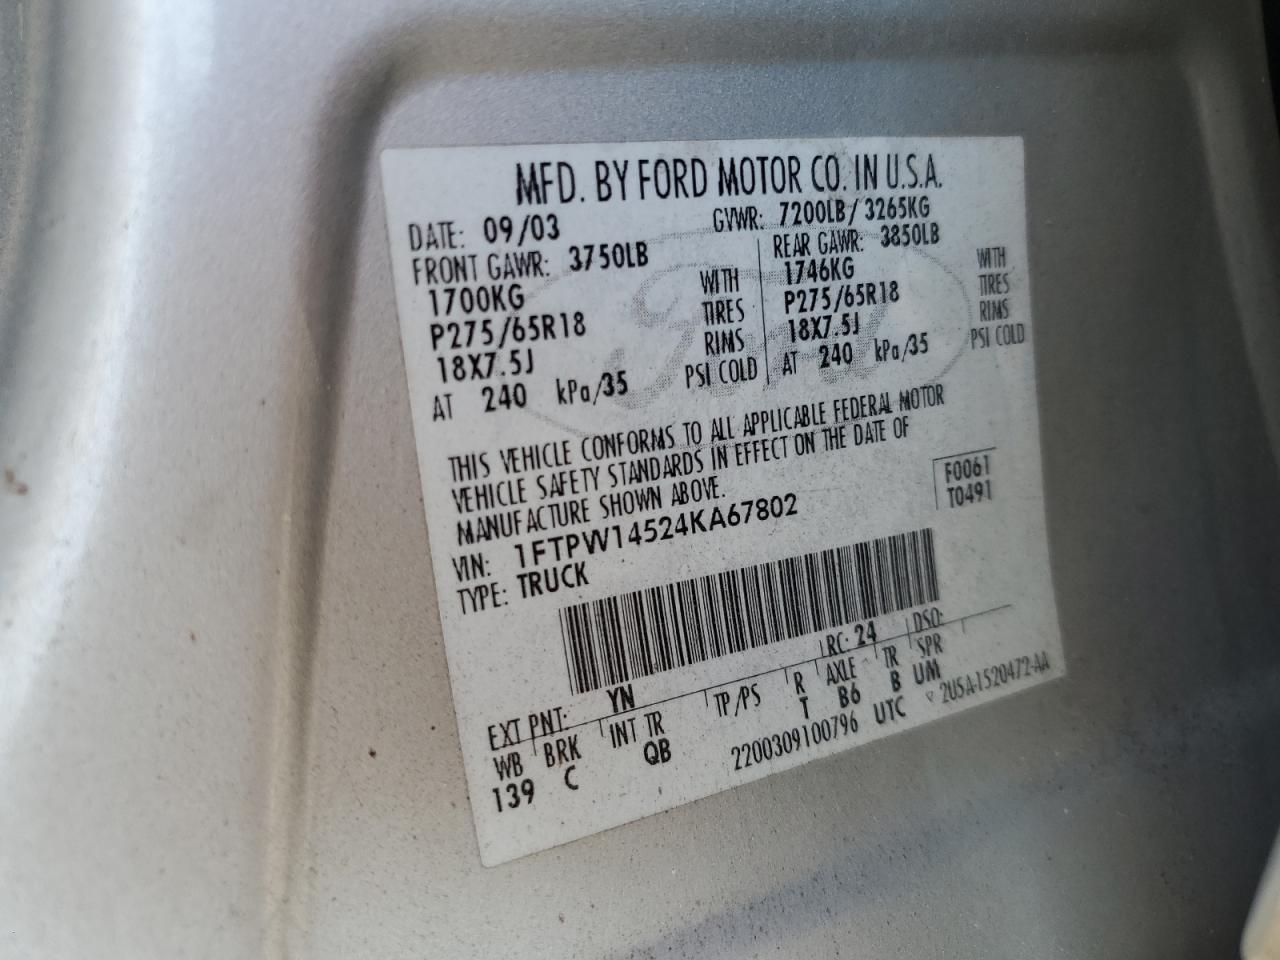 MFD. BY FORD MOTOR CO. IN U.S.A.
DATE: 09/03 GVWR: 7200LB/ 3265KG
FRONT GAWR: 3750LB REAR GAWR: 3850LB
1700KG WITH 1746KG WITH
P275/65R18 TIRES P275/65R18 TIRES
18X7.5J RIMS 18X7.5J RIMS
AT 240 kPa/35 PSI COLD AT 240 kPa/35 PSI COLD
THIS VEHICLE CONFORMS TO ALL APPLICABLE FEDERAL MOTOR
VEHICLE SAFETY STANDARDS IN EFFECT ON THE DATE OF
MANUFACTURE SHOWN ABOVE.
F0061
T0491
VIN: 1FTPW14524KA67802
TYPE: TRUCK
EXT PNT: YN RC: 24 DSO:
WB BRK INT TR TP/PS R AXLE TR SPR
139 C QB T B6 B UM
2200309100796 UTC ▽ 2U5A-1520472-AA